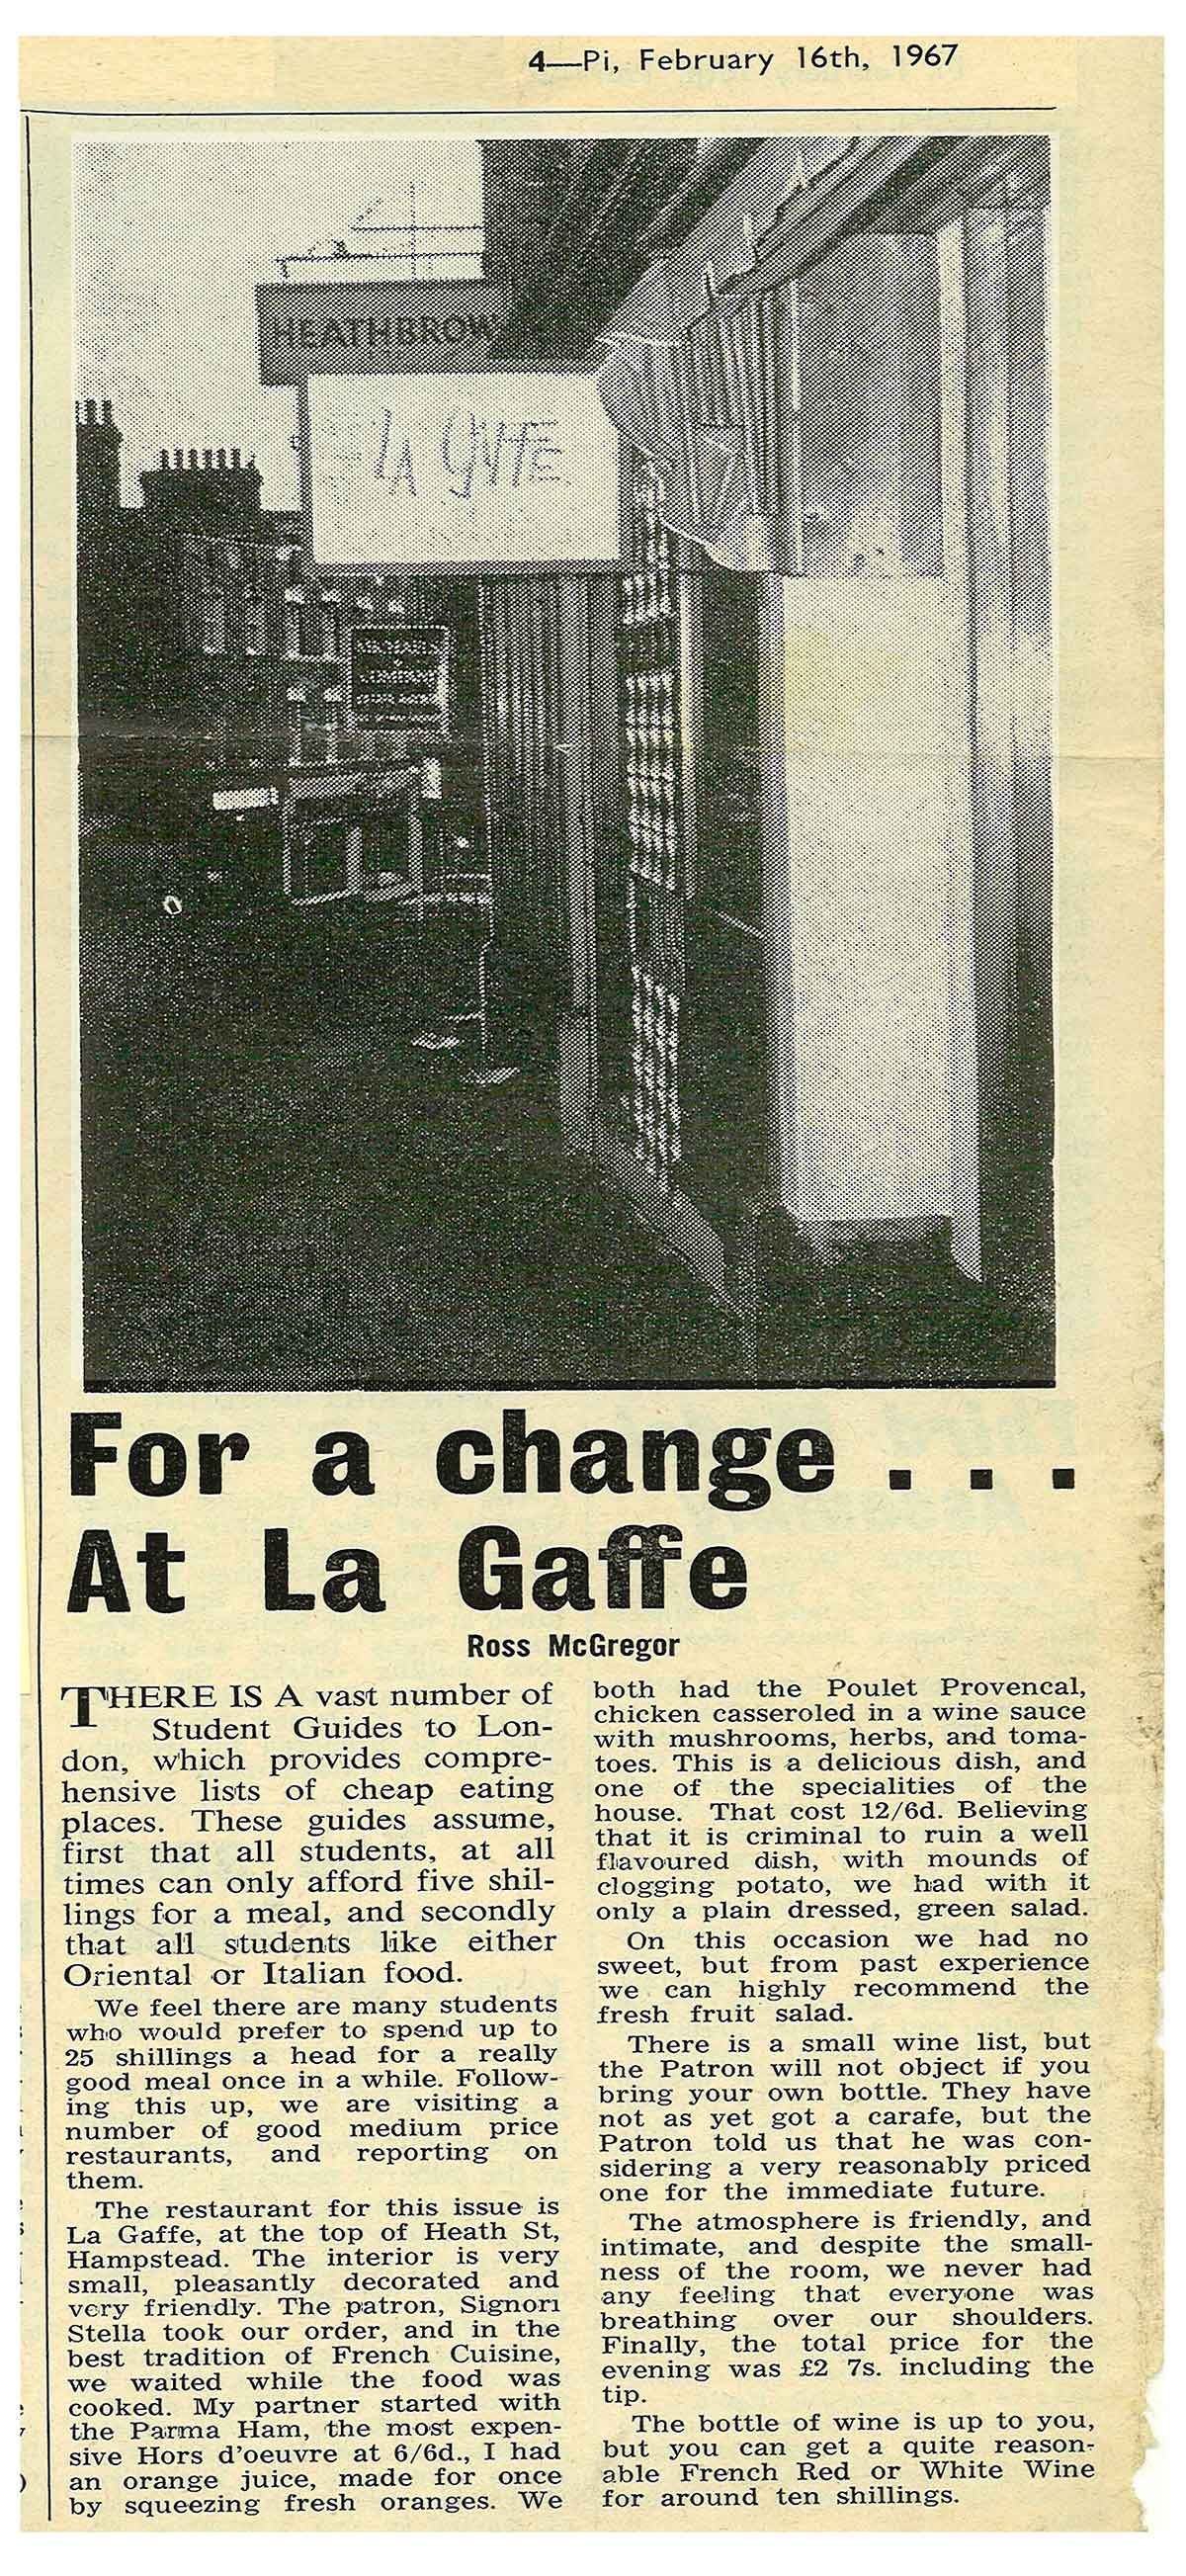 4—Pi, February 16th, 1967
HEATHBROW
LA
For a change . . .
At La Gaffe
Ross McGregor
THERE IS A vast number of
Student Guides to Lon-
don, which provides compre-
hensive lists of cheap eating
places. These guides assume,
first that all students, at all
times can only afford five shil-
lings for a meal, and secondly
that all students like either
Oriental or Italian food.
We feel there are many students
who would prefer to spend up to
25 shillings a head for a really
good meal once in a while. Follow-
ing this up, we are visiting a
number of good medium price
restaurants, and reporting on
them.
The restaurant for this issue is
La Gaffe, at the top of Heath St,
Hampstead. The interior is very
small, pleasantly decorated and
very friendly. The patron, Signori
Stella took our order, and in the
best tradition of French Cuisine,
we waited while the food was
cooked. My partner started with
the Parma Ham, the most expen-
sive Hors d'oeuvre at 6/6d., I had
an orange juice, made for once
by squeezing fresh oranges. We
both had the Poulet Provencal,
chicken casseroled in a wine sauce
with mushrooms, herbs, and toma-
toes. This is a delicious dish, and
one of the specialities of the
house. That cost 12/6d. Believing
that it is criminal to ruin a well
flavoured dish, with mounds of
clogging potato, we had with it
only a plain dressed, green salad.
On this occasion we had no
sweet, but from past experience
we can highly recommend the
fresh fruit salad.
There is a small wine list, but
the Patron will not object if you
bring your own bottle. They have
not as yet got a carafe, but the
Patron told us that he was con-
sidering a very reasonably priced
one for the immediate future.
The atmosphere is friendly, and
intimate, and despite the small-
ness of the room, we never had
any feeling that everyone was
breathing over our shoulders.
Finally, the total price for the
evening was £2 7s. including the
tip.
The bottle of wine is up to you,
but you can get a quite reason-
able French Red or White Wine
for around ten shillings.